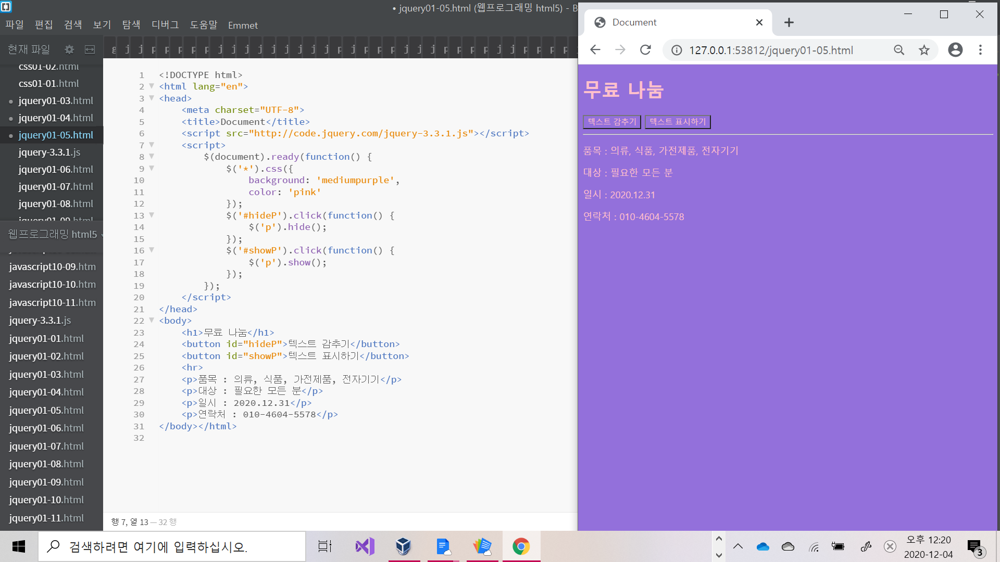 • jquery01-05.html (웹프로그래밍 html5) - B
파일 편집 검색 보기 탐색 디버그 도움말 Emmet
현재 파일
css01-02.html
css01-01.html
• jquery01-03.html
• jquery01-04.html
• jquery01-05.html
jquery-3.3.1.js
jquery01-06.html
jquery01-07.html
jquery01-08.html
jquery01-09.html
웹프로그래밍 html5
javascript10-09.htm
javascript10-10.htm
javascript10-11.htm
jquery-3.3.1.js
jquery01-01.html
jquery01-02.html
jquery01-03.html
jquery01-04.html
jquery01-05.html
jquery01-06.html
jquery01-07.html
jquery01-08.html
jquery01-09.html
jquery01-10.html
jquery01-11.html
g j j p p p p p j j j j j j j j j p j p p p j j j p p p p j j p p p p
1 <!DOCTYPE html>
2 <html lang="en">
3 <head>
4 <meta charset="UTF-8">
5 <title>Document</title>
6 <script src="http://code.jquery.com/jquery-3.3.1.js"></script>
7 <script>
8 $(document).ready(function() {
9 $('*').css({
10 background: 'mediumpurple',
11 color: 'pink'
12 });
13 $('#hideP').click(function() {
14 $('p').hide();
15 });
16 $('#showP').click(function() {
17 $('p').show();
18 });
19 });
20 </script>
21 </head>
22 <body>
23 <h1>무료 나눔</h1>
24 <button id="hideP">텍스트 감추기</button>
25 <button id="showP">텍스트 표시하기</button>
26 <hr>
27 <p>품목 : 의류, 식품, 가전제품, 전자기기</p>
28 <p>대상 : 필요한 모든 분</p>
29 <p>일시 : 2020.12.31</p>
30 <p>연락처 : 010-4604-5578</p>
31 </body></html>
32
행 7, 열 13 — 32 행
Document
127.0.0.1:53812/jquery01-05.html
무료 나눔
텍스트 감추기 텍스트 표시하기
품목 : 의류, 식품, 가전제품, 전자기기
대상 : 필요한 모든 분
일시 : 2020.12.31
연락처 : 010-4604-5578
검색하려면 여기에 입력하십시오.
오후 12:20
2020-12-04
3